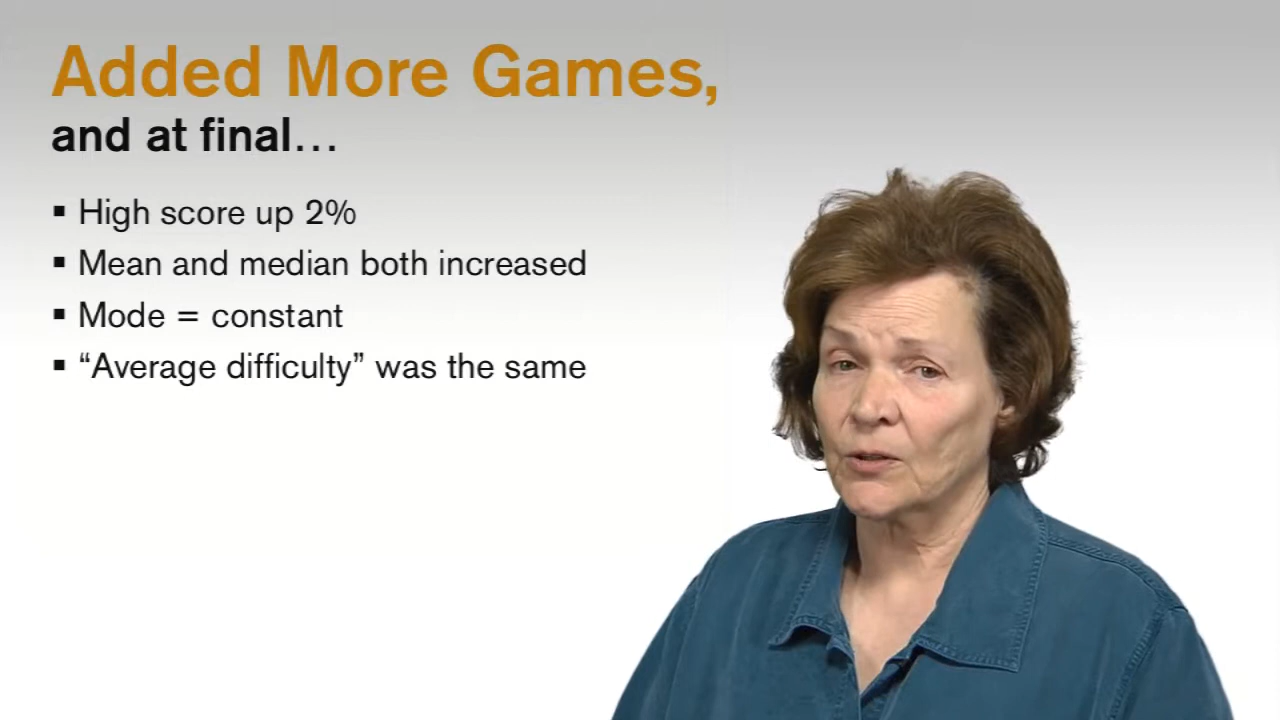 Added More Games,
and at final…
▪ High score up 2%
▪ Mean and median both increased
▪ Mode = constant
▪ “Average difficulty” was the same